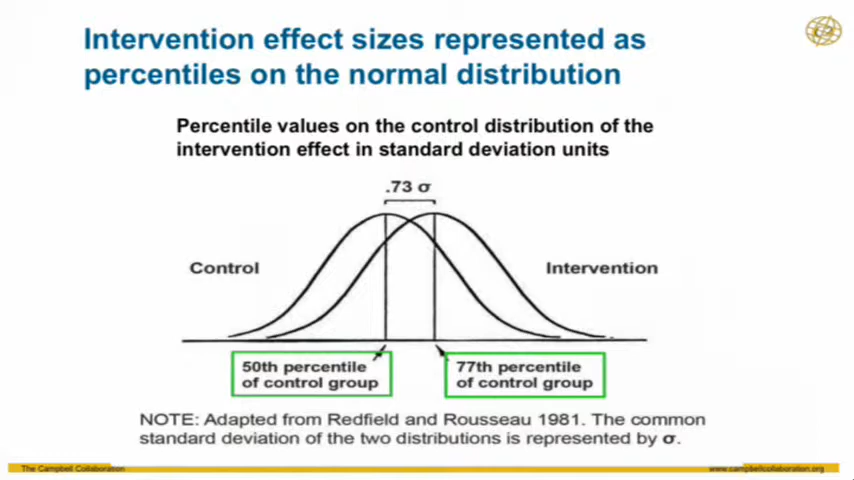 Intervention effect sizes represented as
percentiles on the normal distribution
Percentile values on the control distribution of the
intervention effect in standard deviation units
.73 σ
Control
Intervention
50th percentile
of control group
77th percentile
of control group
NOTE: Adapted from Redfield and Rousseau 1981. The common
standard deviation of the two distributions is represented by σ.
The Campbell Collaboration
www.campbellcollaboration.org